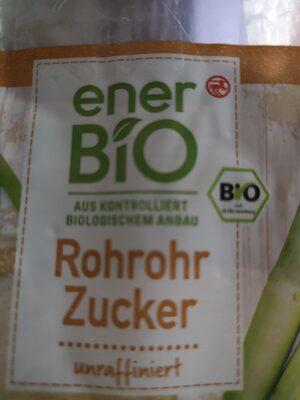 ener
BiO
AUS KONTROLLIERT
BIOLOGISCHEM ANBAU
BiO
Rohrohr
Zucker
unraffiniert